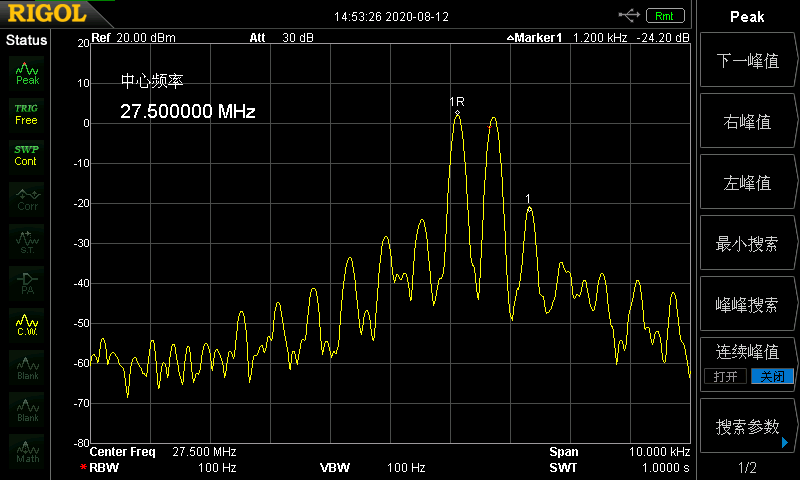 RIGOL
14:53:26 2020-08-12
Rmt
Peak
Status
Ref 20.00 dBm
Att 30 dB
Marker1 1.200 kHz -24.20 dB
Peak
TRIG
Free
SWP
Cont
Corr
S.T.
PA
C.W.
Blank
Blank
Math
20
10
0
-10
-20
-30
-40
-50
-60
-70
-80
中心频率
27.500000 MHz
1R
1
Center Freq 27.500 MHz
Span 10.000 kHz
*RBW 100 Hz
VBW 100 Hz
SWT 1.0000 s
下一峰值
右峰值
左峰值
最小搜索
峰峰搜索
连续峰值
打开 关闭
搜索参数
1/2